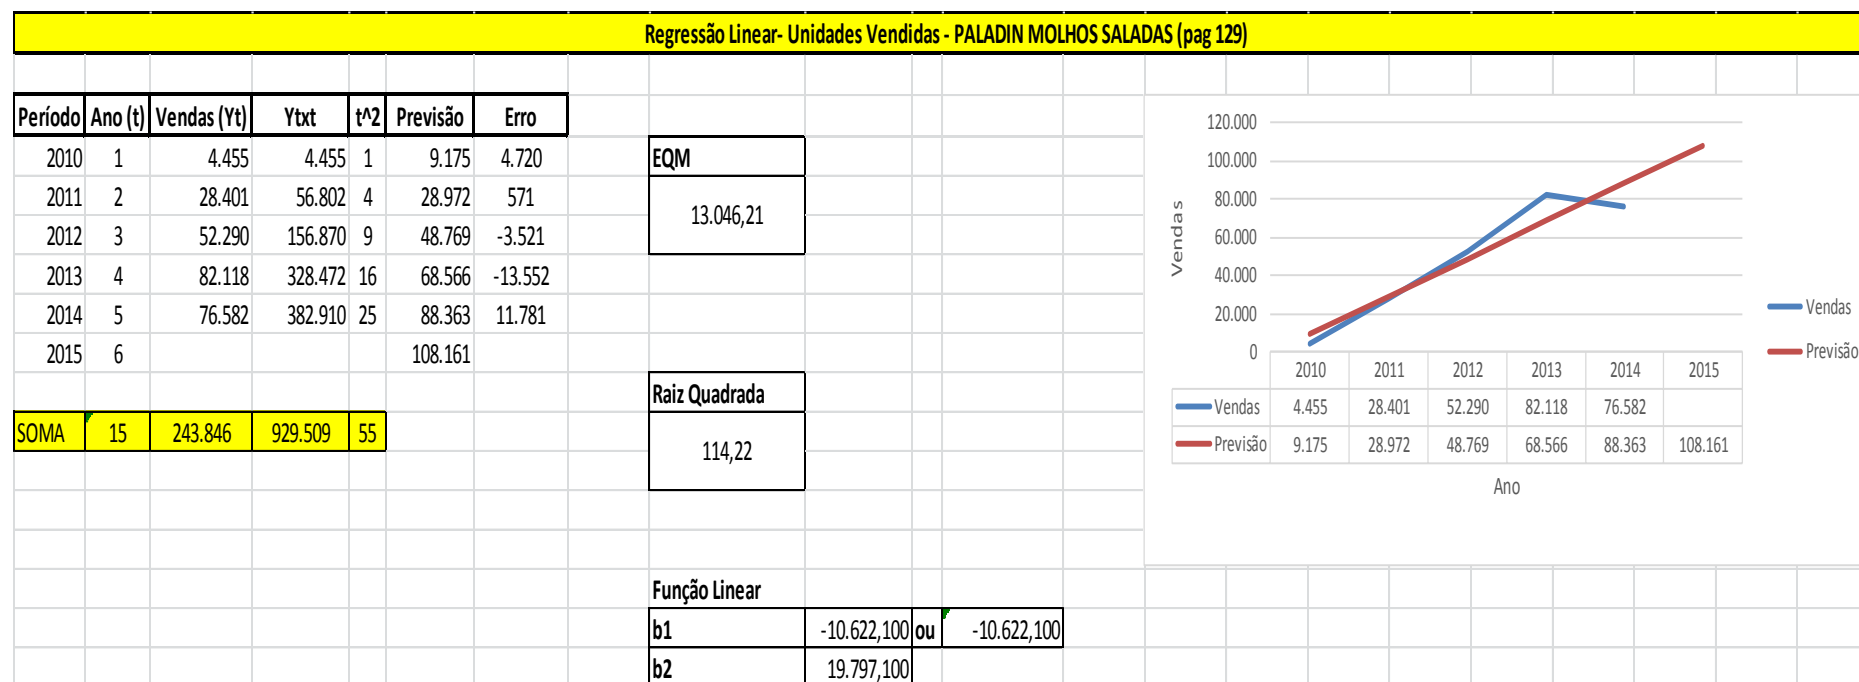 Regressão Linear- Unidades Vendidas - PALADIN MOLHOS SALADAS (pag 129)
Período Ano (t) Vendas (Yt) Ytxt t^2 Previsão Erro
2010 1 4.455 4.455 1 9.175 4.720
2011 2 28.401 56.802 4 28.972 571
2012 3 52.290 156.870 9 48.769 -3.521
2013 4 82.118 328.472 16 68.566 -13.552
2014 5 76.582 382.910 25 88.363 11.781
2015 6 108.161
SOMA 15 243.846 929.509 55
EQM
13.046,21
Raiz Quadrada
114,22
Função Linear
b1 -10.622,100 ou -10.622,100
b2 19.797,100
120.000
100.000
80.000
60.000
40.000
20.000
0
Vendas
2010 2011 2012 2013 2014 2015
Vendas 4.455 28.401 52.290 82.118 76.582
Previsão 9.175 28.972 48.769 68.566 88.363 108.161
Ano
Vendas
Previsão